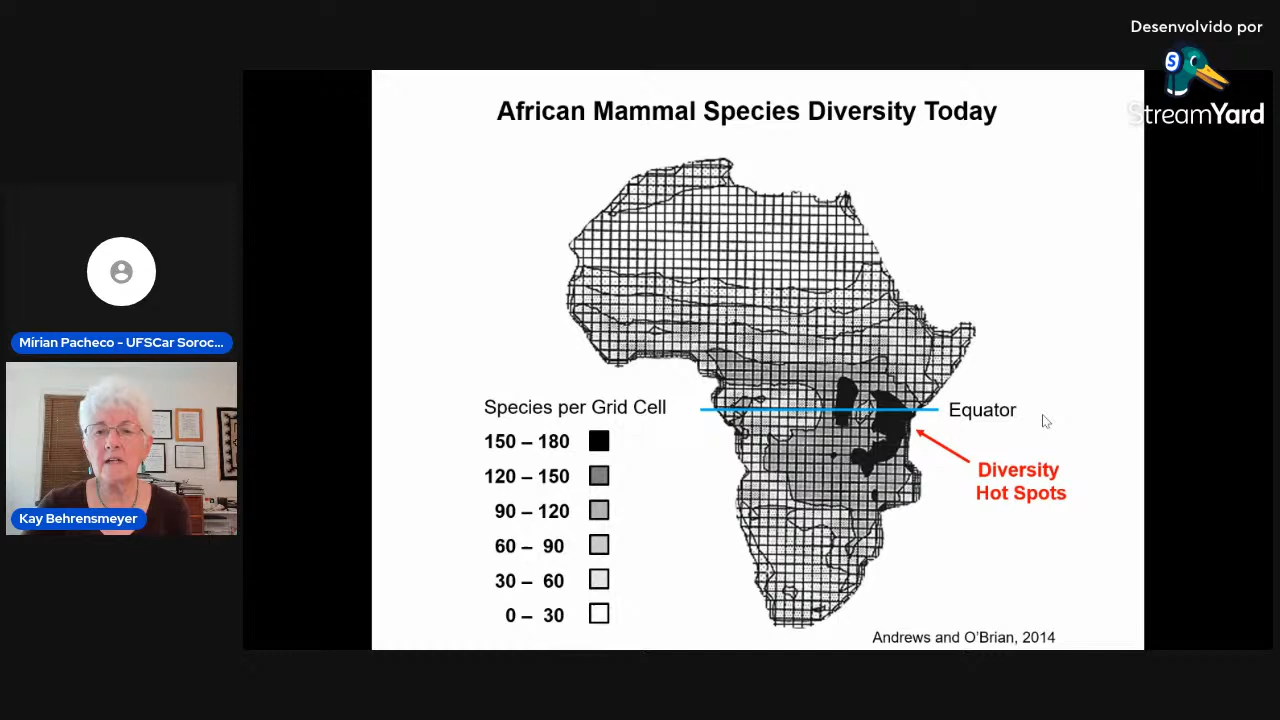 Desenvolvido por
StreamYard
African Mammal Species Diversity Today
Mírian Pacheco - UFSCar Soroc...
Kay Behrensmeyer
Species per Grid Cell
150 – 180
120 – 150
90 – 120
60 – 90
30 – 60
0 – 30
Equator
Diversity
Hot Spots
Andrews and O'Brian, 2014